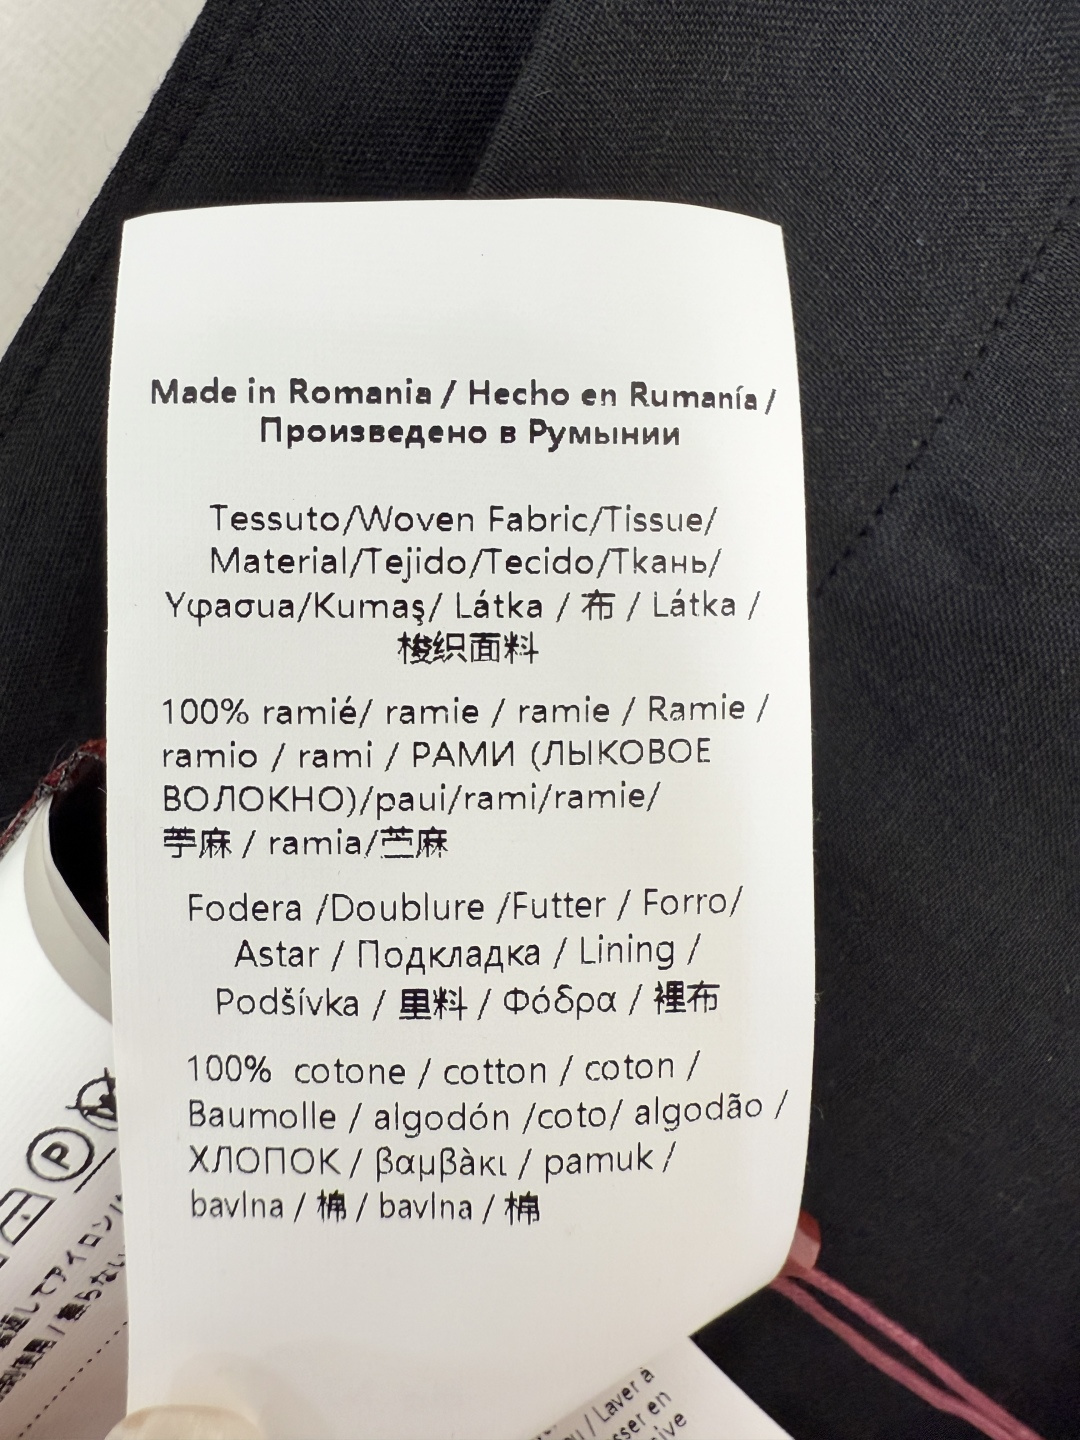 Made in Romania / Hecho en Rumanía /
Произведено в Румынии
Tessuto/Woven Fabric/Tissue/
Material/Tejido/Tecido/Ткань/
Υφασμα/Kumaş/ Látka / 布 / Látka /
梭织面料
100% ramié/ ramie / ramie / Ramie /
ramio / rami / РАМИ (ЛЫКОВОЕ
ВОЛОКНО)/ραμι/rami/ramie/
苧麻 / ramia/苎麻
Fodera /Doublure /Futter / Forro/
Astar / Подкладка / Lining /
Podšívka / 里料 / Φόδρα / 裡布
100% cotone / cotton / coton /
Baumolle / algodón /coto/ algodão /
ХЛОПОК / βαμβàκι / pamuk /
bavlna / 棉 / bavlna / 棉
P
/ Laver à